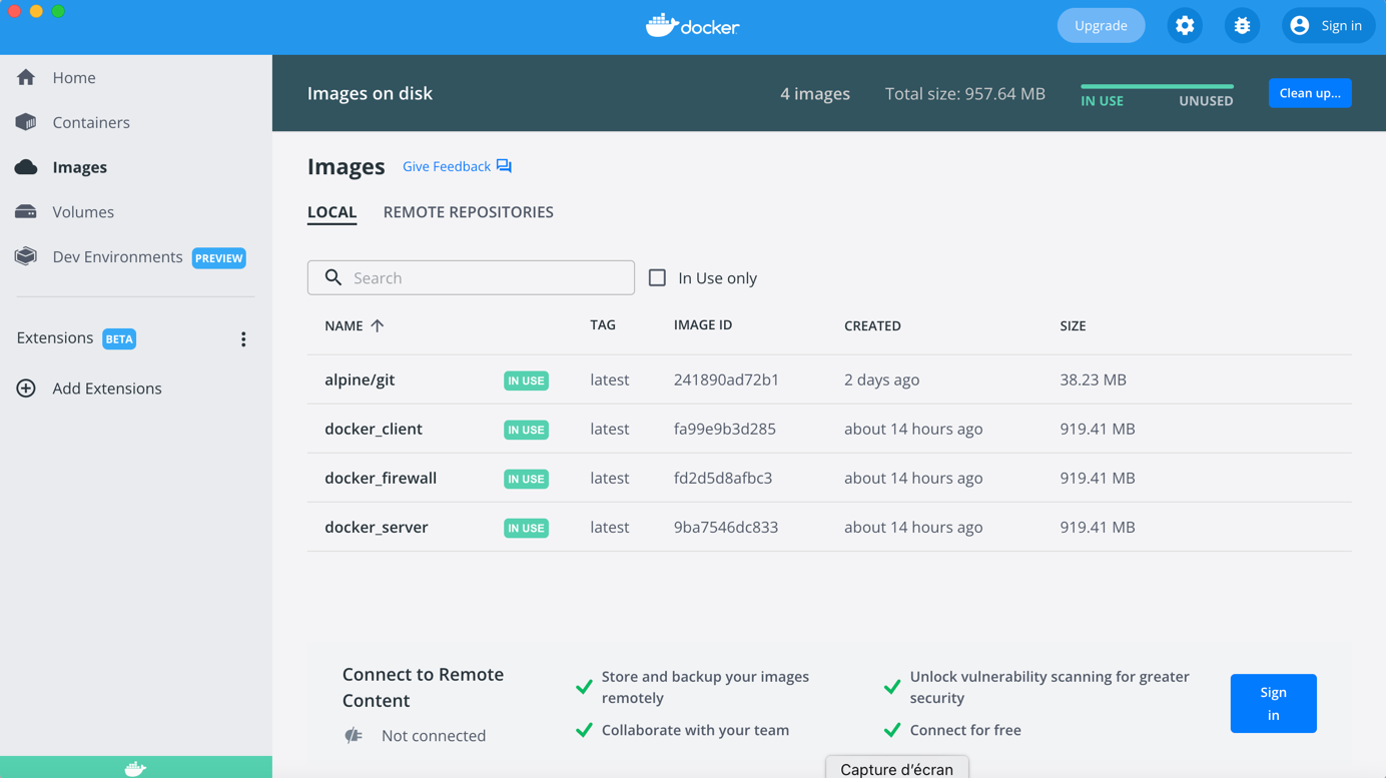 docker
Upgrade
Sign in
Home
Containers
Images
Volumes
Dev Environments PREVIEW
Extensions BETA
Add Extensions
Images on disk
4 images
Total size: 957.64 MB
IN USE
UNUSED
Clean up...
Images
Give Feedback
LOCAL
REMOTE REPOSITORIES
Search
In Use only
NAME TAG IMAGE ID CREATED SIZE
alpine/git IN USE latest 241890ad72b1 2 days ago 38.23 MB
docker_client IN USE latest fa99e9b3d285 about 14 hours ago 919.41 MB
docker_firewall IN USE latest fd2d5d8afbc3 about 14 hours ago 919.41 MB
docker_server IN USE latest 9ba7546dc833 about 14 hours ago 919.41 MB
Connect to Remote
Content
Not connected
Store and backup your images
remotely
Collaborate with your team
Unlock vulnerability scanning for greater
security
Connect for free
Sign
in
Capture d'écran